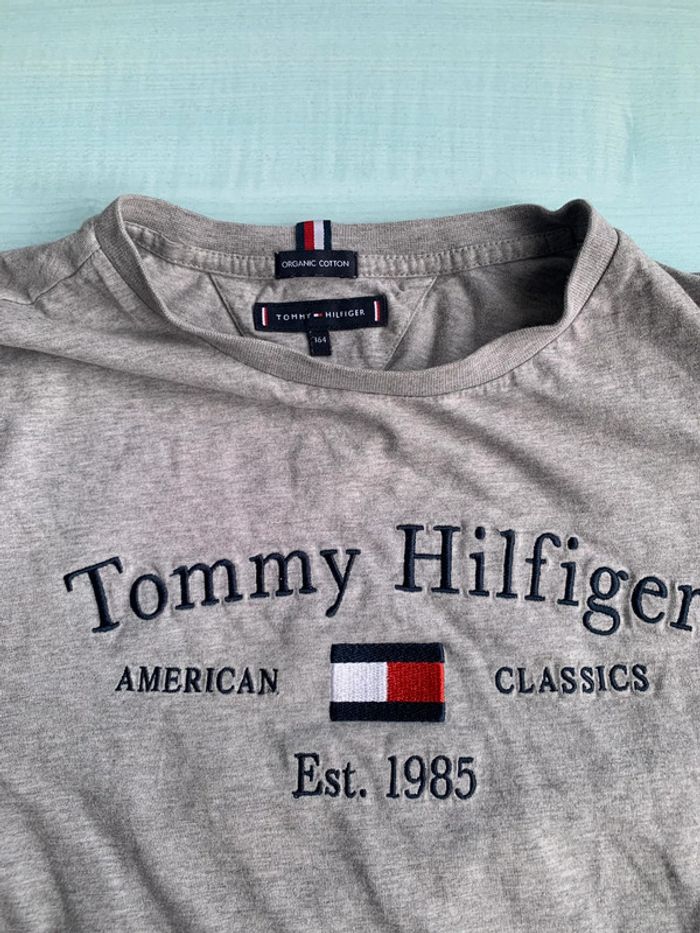 ORGANIC COTTON
TOMMY HILFIGER
164
Tommy Hilfiger
AMERICAN CLASSICS
Est. 1985